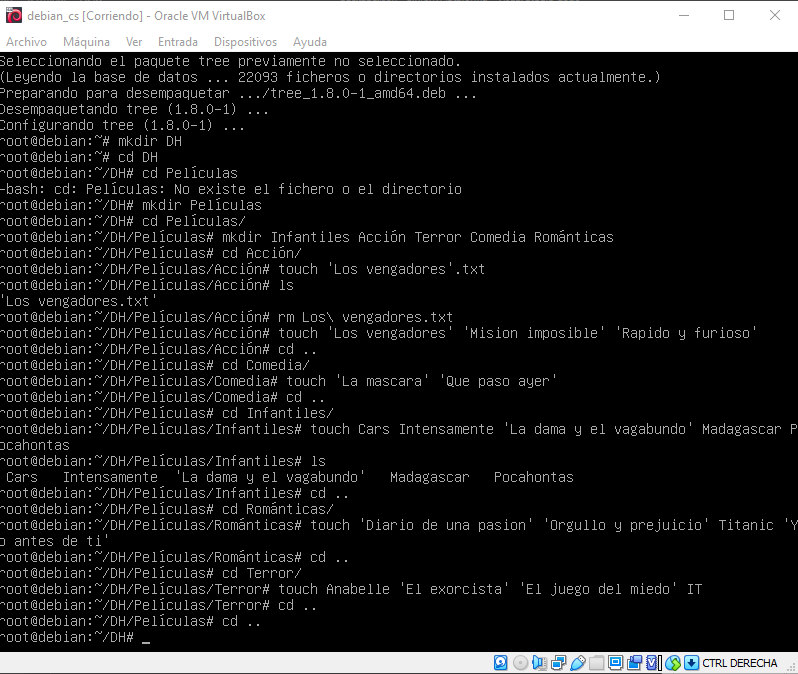 debian_cs [Corriendo] - Oracle VM VirtualBox
Archivo Máquina Ver Entrada Dispositivos Ayuda
Seleccionando el paquete tree previamente no seleccionado.
(Leyendo la base de datos ... 22093 ficheros o directorios instalados actualmente.)
Preparando para desempaquetar .../tree_1.8.0-1_amd64.deb ...
Desempaquetando tree (1.8.0-1) ...
Configurando tree (1.8.0-1) ...
root@debian:~# mkdir DH
root@debian:~# cd DH
root@debian:~/DH# cd Películas
-bash: cd: Películas: No existe el fichero o el directorio
root@debian:~/DH# mkdir Películas
root@debian:~/DH# cd Películas/
root@debian:~/DH/Películas# mkdir Infantiles Acción Terror Comedia Románticas
root@debian:~/DH/Películas# cd Acción/
root@debian:~/DH/Películas/Acción# touch 'Los vengadores'.txt
root@debian:~/DH/Películas/Acción# ls
'Los vengadores.txt'
root@debian:~/DH/Películas/Acción# rm Los\ vengadores.txt
root@debian:~/DH/Películas/Acción# touch 'Los vengadores' 'Mision imposible' 'Rapido y furioso'
root@debian:~/DH/Películas/Acción# cd ..
root@debian:~/DH/Películas# cd Comedia/
root@debian:~/DH/Películas/Comedia# touch 'La mascara' 'Que paso ayer'
root@debian:~/DH/Películas/Comedia# cd ..
root@debian:~/DH/Películas# cd Infantiles/
root@debian:~/DH/Películas/Infantiles# touch Cars Intensamente 'La dama y el vagabundo' Madagascar P
ocahontas
root@debian:~/DH/Películas/Infantiles# ls
Cars Intensamente 'La dama y el vagabundo' Madagascar Pocahontas
root@debian:~/DH/Películas/Infantiles# cd ..
root@debian:~/DH/Películas# cd Románticas/
root@debian:~/DH/Películas/Románticas# touch 'Diario de una pasion' 'Orgullo y prejuicio' Titanic 'Y
o antes de ti'
root@debian:~/DH/Películas/Románticas# cd ..
root@debian:~/DH/Películas# cd Terror/
root@debian:~/DH/Películas/Terror# touch Anabelle 'El exorcista' 'El juego del miedo' IT
root@debian:~/DH/Películas/Terror# cd ..
root@debian:~/DH/Películas# cd ..
root@debian:~/DH# _
CTRL DERECHA